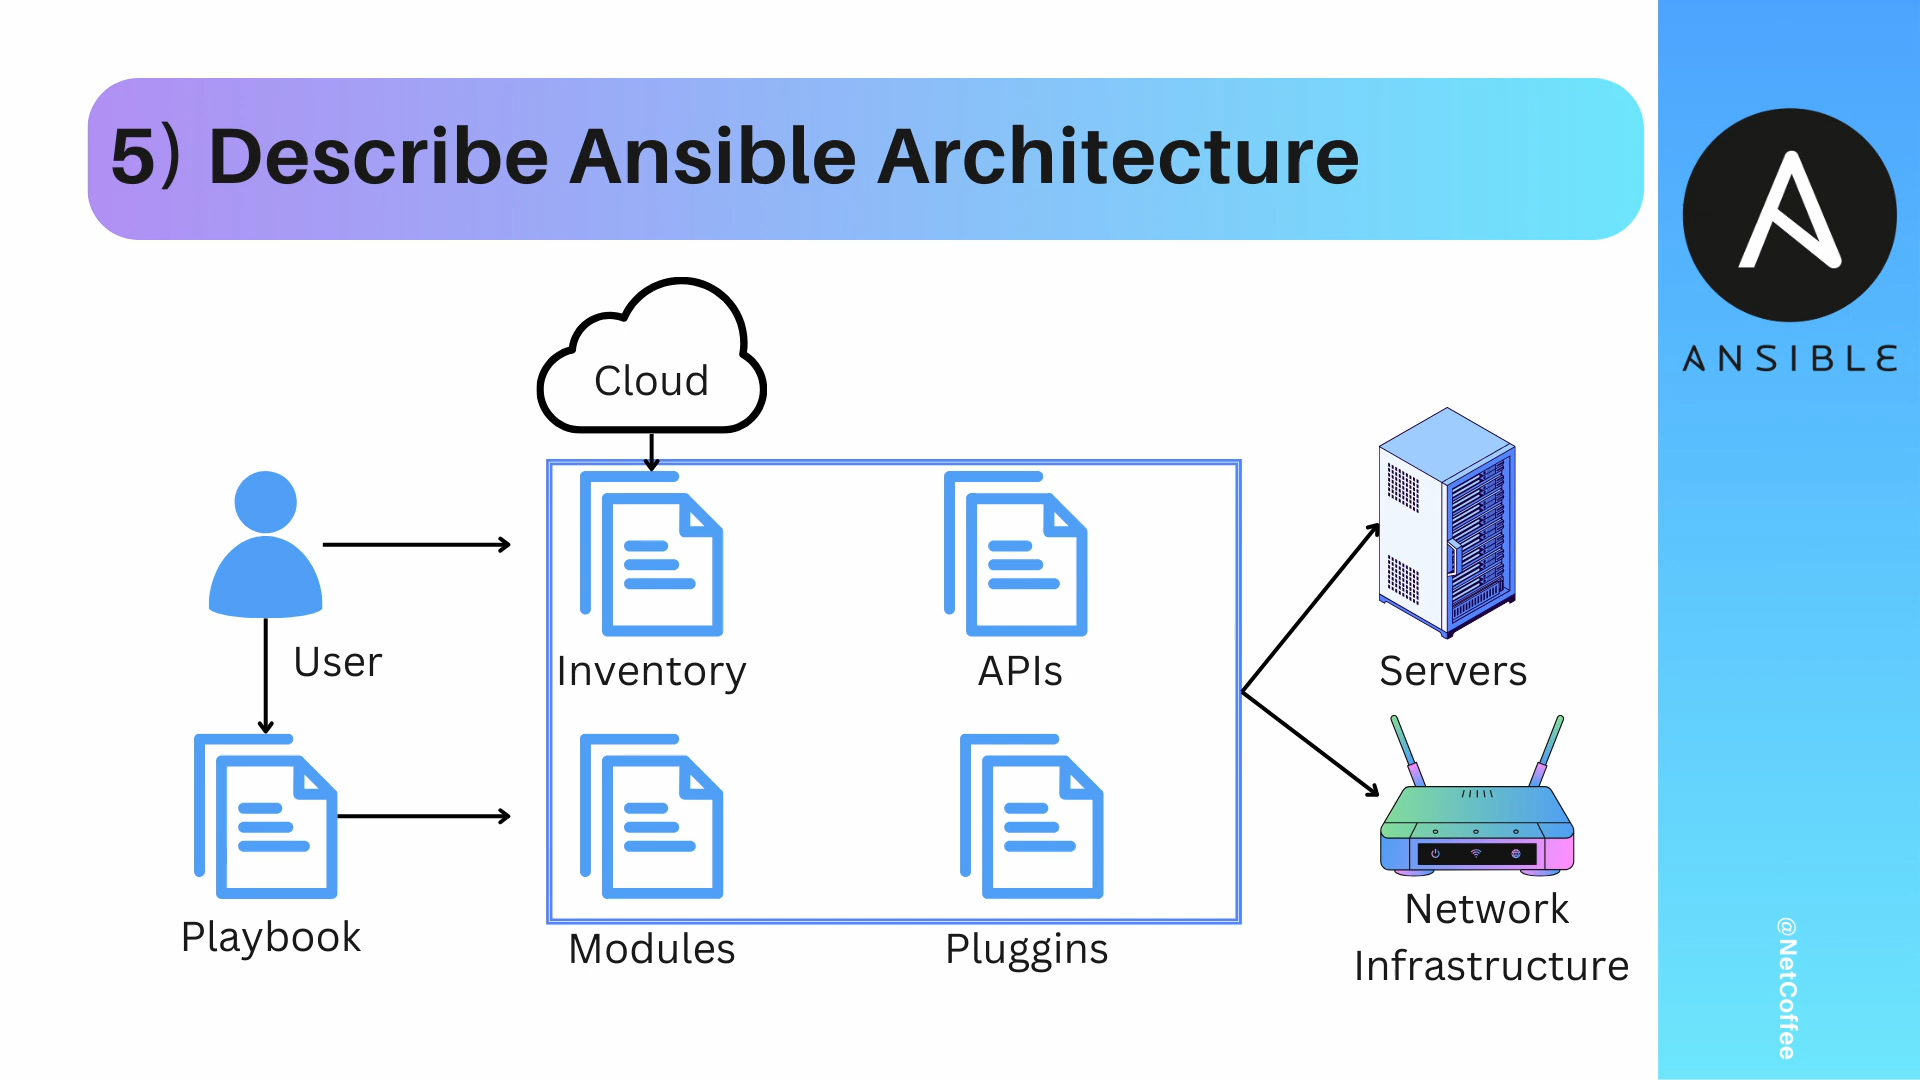 5) Describe Ansible Architecture
ANSIBLE
Cloud
User
Inventory
APIs
Servers
Playbook
Modules
Pluggins
Network
Infrastructure
@NetCoffee